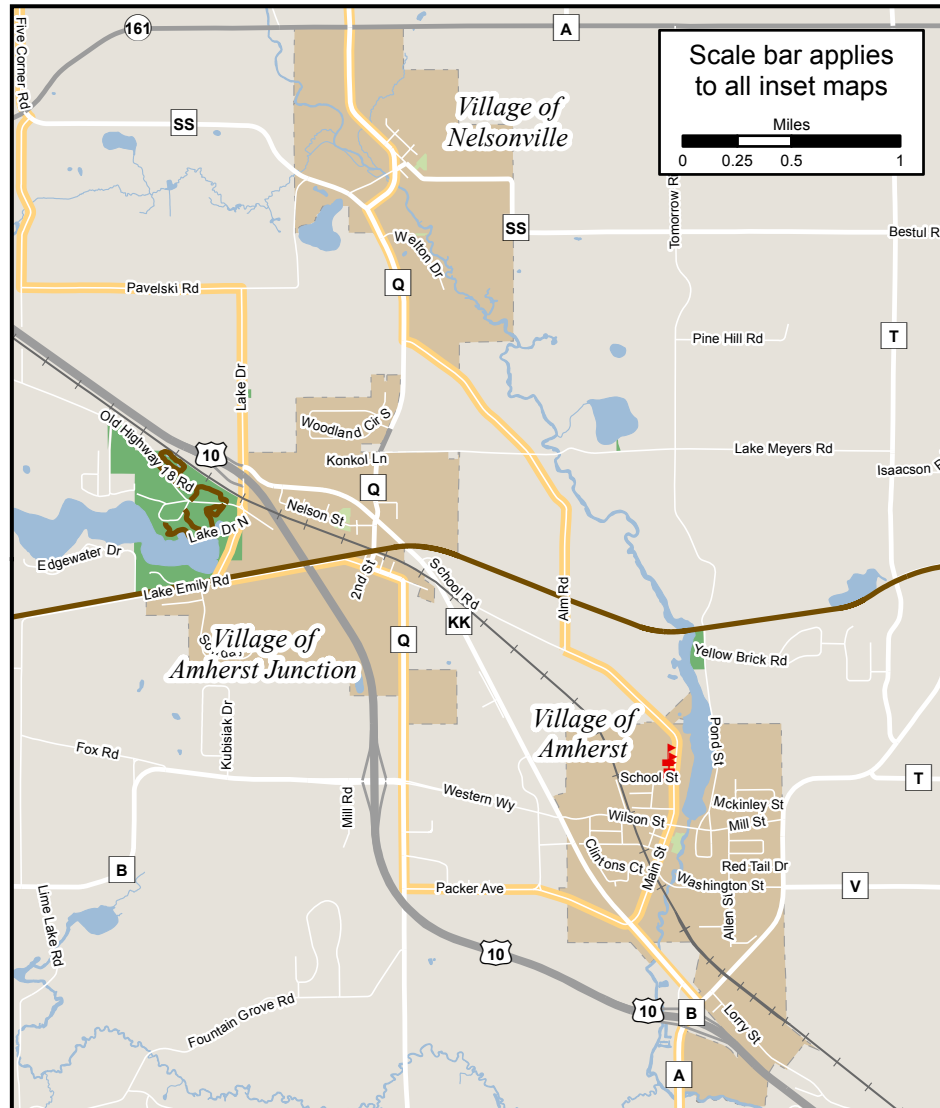 161
A
Five Corner Rd
Scale bar applies
to all inset maps
Miles
0 0.25 0.5 1
SS
Village of
Nelsonville
Tomorrow R
SS
Bestul R
Welton Dr
Q
Pavelski Rd
T
Pine Hill Rd
Lake Dr
Woodland Cir S
Old Highway 18 Rd
10
Konkol Ln
Lake Meyers Rd
Isaacson
Q
Nelson St
Lake Dr N
Edgewater Dr
Lake Emily Rd
2nd St
School Rd
Alm Rd
KK
Q
Village of
Amherst Junction
Yellow Brick Rd
Village of
Amherst
Kubisiak Dr
Pond St
Fox Rd
School St
T
Mckinley St
Western Wy
Wilson St
Mill St
Mill Rd
Clintons Ct
Main St
Red Tail Dr
B
Packer Ave
Washington St
V
Lime Lake Rd
Allen St
10
10
B
Fountain Grove Rd
Lorry St
A